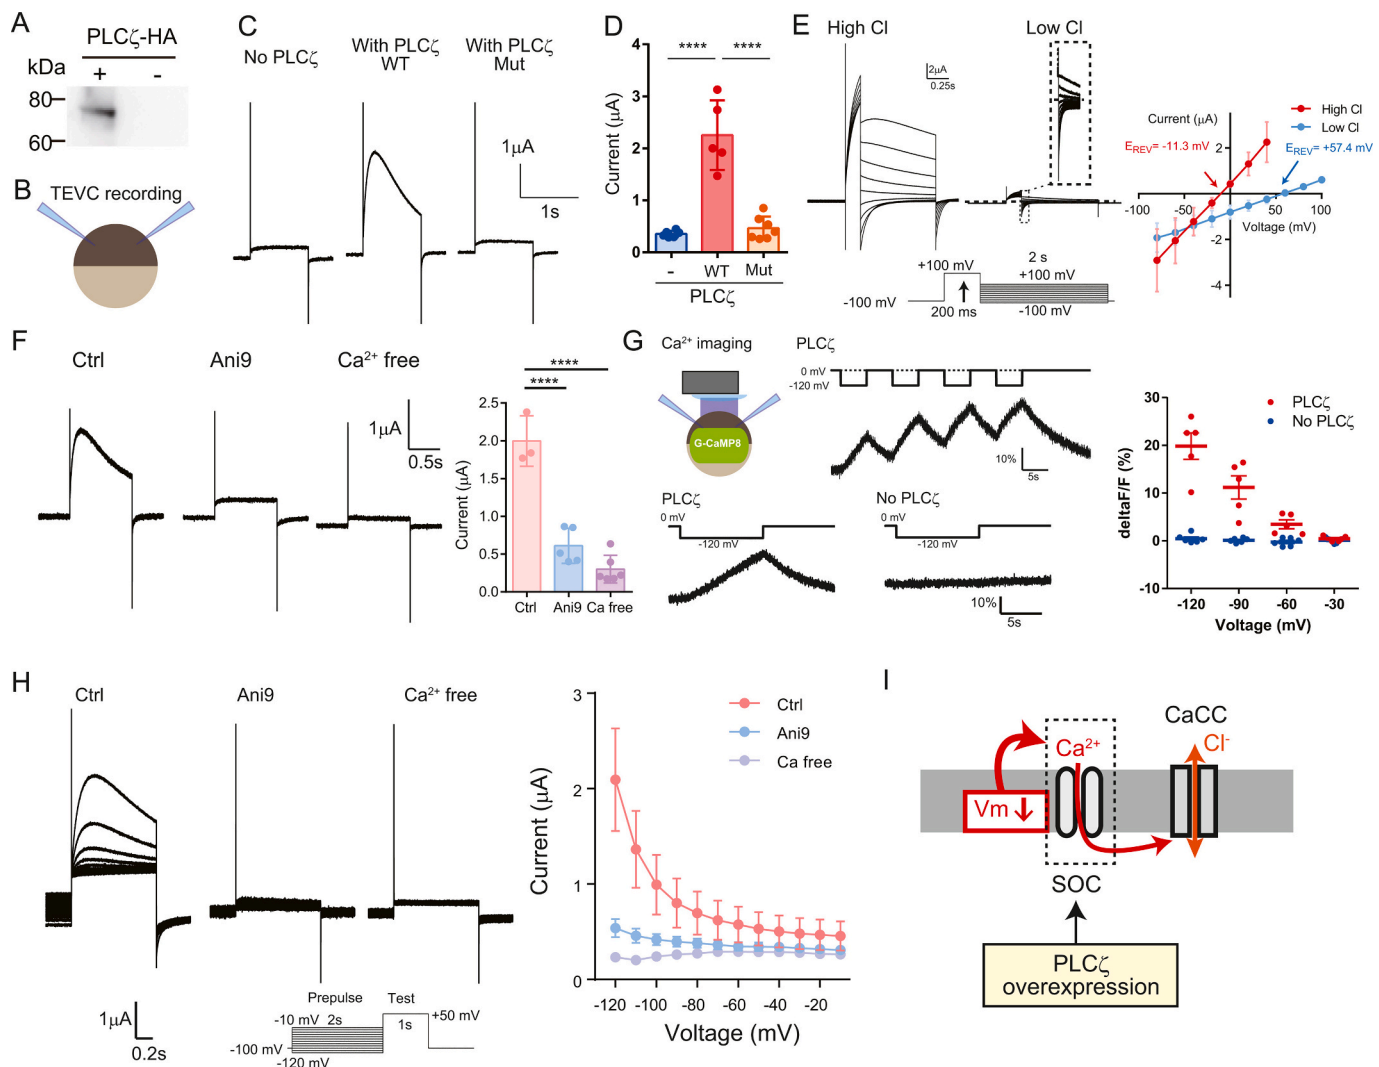 A
PLCζ-HA
kDa + -
80
60
B
TEVC recording
C
No PLCζ
With PLCζ
WT
With PLCζ
Mut
1μA
1s
D
**** ****
Current (μA)
4
3
2
1
0
- WT Mut
PLCζ
E
High Cl
Low Cl
2μA
0.25s
+100 mV
-100 mV
200 ms
2 s
+100 mV
-100 mV
Current (μA)
High Cl
Low Cl
EREV= -11.3 mV
EREV= +57.4 mV
2
-2
-4
-100 -50 0 50 100
Voltage (mV)
F
Ctrl
Ani9
Ca2+ free
1μA
0.5s
****
****
Current (μA)
2.5
2.0
1.5
1.0
0.5
0.0
Ctrl Ani9 Ca free
G
Ca2+ imaging
G-CaMP8
PLCζ
0 mV
-120 mV
10%
5s
PLCζ
0 mV
-120 mV
No PLCζ
0 mV
-120 mV
10%
5s
PLCζ
No PLCζ
deltaF/F (%)
30
20
10
0
-10
-120 -90 -60 -30
Voltage (mV)
H
Ctrl
Ani9
Ca2+ free
1μA
0.2s
Prepulse Test
-10 mV 2s
+50 mV
1s
-100 mV
-120 mV
Current (μA)
3
2
1
0
Ctrl
Ani9
Ca free
-120 -100 -80 -60 -40 -20
Voltage (mV)
I
CaCC
Ca2+
Cl-
Vm ↓
SOC
PLCζ
overexpression